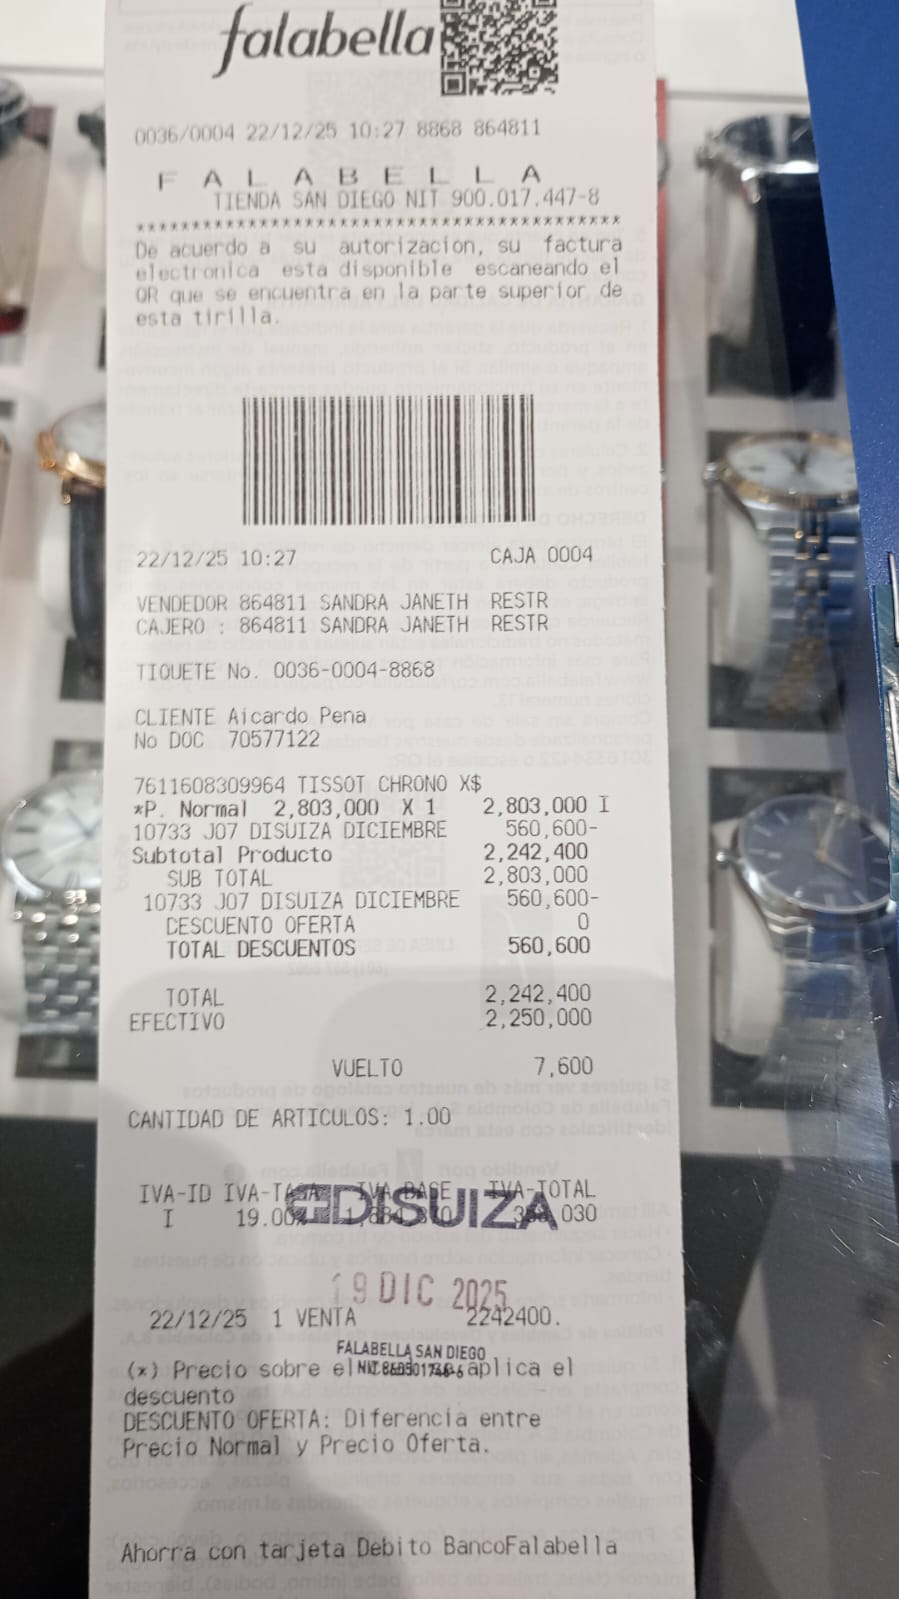 falabella
0036/0004 22/12/25 10:27 8868 864811
F A L A B E L L A
TIENDA SAN DIEGO NIT 900.017.447-8
******************************************
De acuerdo a su autorizacion, su factura
electronica esta disponible escaneando el
QR que se encuentra en la parte superior de
esta tirilla.
22/12/25 10:27 CAJA 0004
VENDEDOR 864811 SANDRA JANETH RESTR
CAJERO : 864811 SANDRA JANETH RESTR
TIQUETE No. 0036-0004-8868
CLIENTE Aicardo Pena
No DOC 70577122
7611608309964 TISSOT CHRONO X$
*P. Normal 2,803,000 X 1 2,803,000 I
10733 J07 DISUIZA DICIEMBRE 560,600-
Subtotal Producto 2,242,400
SUB TOTAL 2,803,000
10733 J07 DISUIZA DICIEMBRE 560,600-
DESCUENTO OFERTA 0
TOTAL DESCUENTOS 560,600
TOTAL 2,242,400
EFECTIVO 2,250,000
VUELTO 7,600
CANTIDAD DE ARTICULOS: 1.00
IVA-ID IVA-TASA IVA-BASE IVA-TOTAL
DISUIZA
I 19.00%
19 DIC 2025
22/12/25 1 VENTA 2242400.
FALABELLA SAN DIEGO
(*) Precio sobre el aplica el
descuento
DESCUENTO OFERTA: Diferencia entre
Precio Normal y Precio Oferta.
Ahorra con tarjeta Debito BancoFalabella